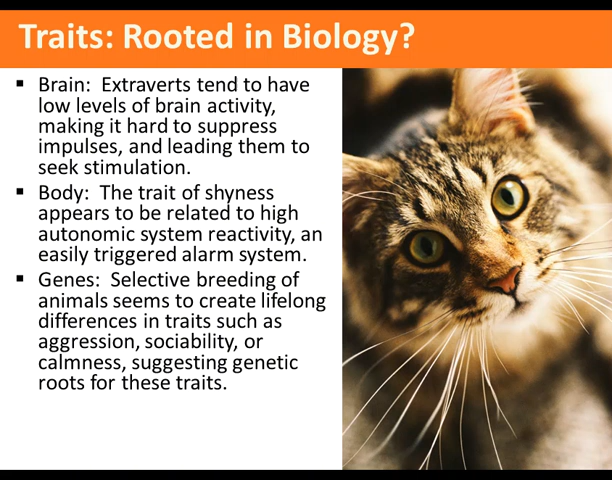 Traits: Rooted in Biology?
▪ Brain: Extraverts tend to have
low levels of brain activity,
making it hard to suppress
impulses, and leading them to
seek stimulation.
▪ Body: The trait of shyness
appears to be related to high
autonomic system reactivity, an
easily triggered alarm system.
▪ Genes: Selective breeding of
animals seems to create lifelong
differences in traits such as
aggression, sociability, or
calmness, suggesting genetic
roots for these traits.